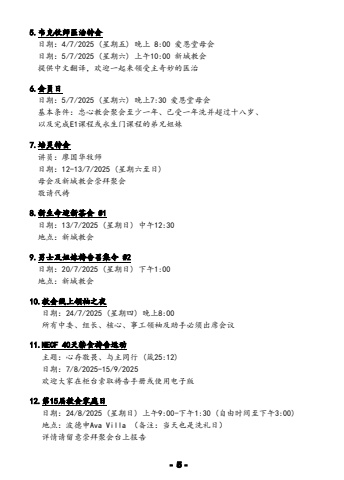 5.韦克牧师医治特会
日期: 4/7/2025 (星期五) 晚上 8:00 爱恩堂母会
日期: 5/7/2025 (星期六) 上午10:00 新城教会
提供中文翻译，欢迎一起来领受主奇妙的医治
6.会员日
日期: 5/7/2025 (星期六) 晚上7:30 爱恩堂母会
基本条件: 忠心教会聚会至少一年、已受一年洗并超过十八岁、
以及完成E1课程或永生门课程的弟兄姐妹
7.培灵特会
讲员: 廖国华牧师
日期: 12-13/7/2025 (星期六至日)
母会及新城教会崇拜聚会
敬请代祷
8.新生命迎新茶会 #1
日期: 13/7/2025 (星期日) 中午12:30
地点: 新城教会
9.男士及姐妹祷告召集令 #2
日期: 20/7/2025 (星期日) 下午1:00
地点: 新城教会
10.教会线上领袖之夜
日期: 24/7/2025 (星期四) 晚上8:00
所有中委、组长、核心、事工领袖及助手必须出席会议
11.NECF 40天禁食祷告运动
主题: 心存敬畏、与主同行 (箴25:12)
日期: 7/8/2025-15/9/2025
欢迎大家在柜台索取祷告手册或使用电子版
12.第15届教会家庭日
日期: 24/8/2025 (星期日) 上午9:00-下午1:30 (自由时间至下午3:00)
地点: 波德申Ava Villa (备注: 当天也是洗礼日)
详情请留意崇拜聚会台上报告
- 5 -